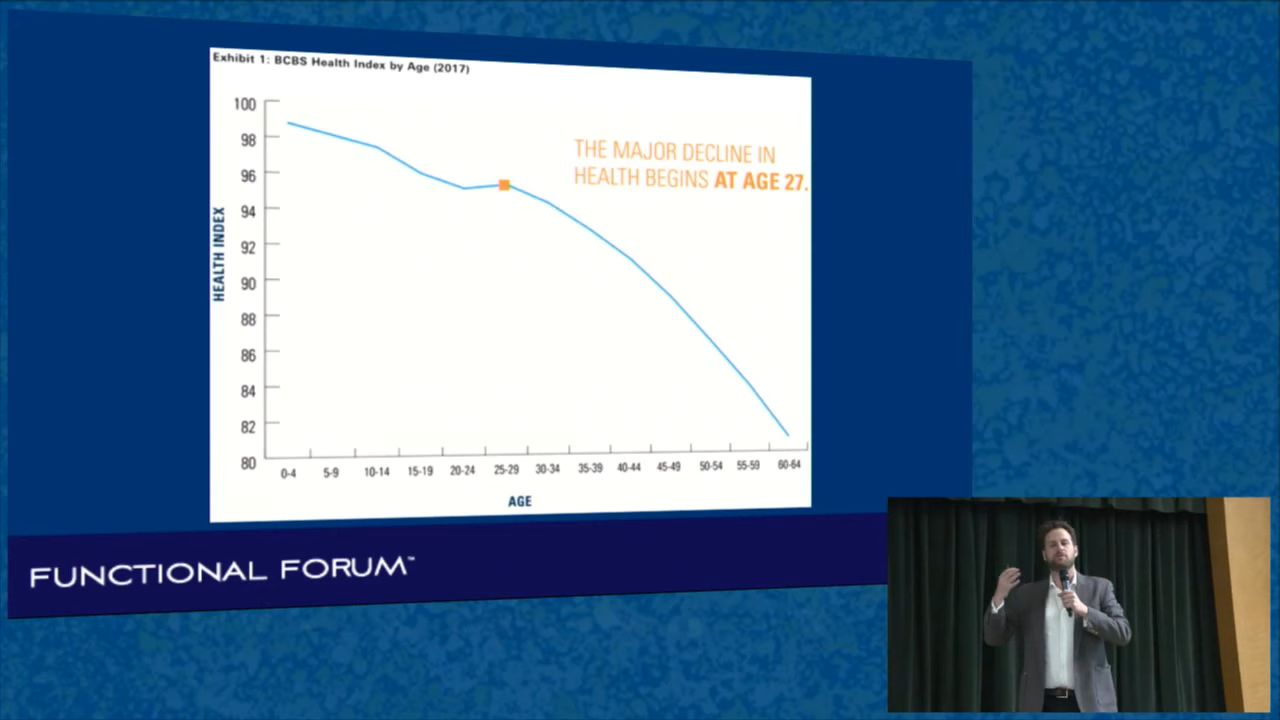 Exhibit 1: BCBS Health Index by Age (2017)
100
98
96
94
92
90
88
86
84
82
80
HEALTH INDEX
THE MAJOR DECLINE IN
HEALTH BEGINS AT AGE 27.
0-4 5-9 10-14 15-19 20-24 25-29 30-34 35-39 40-44 45-49 50-54 55-59 60-64
AGE
FUNCTIONAL FORUM™